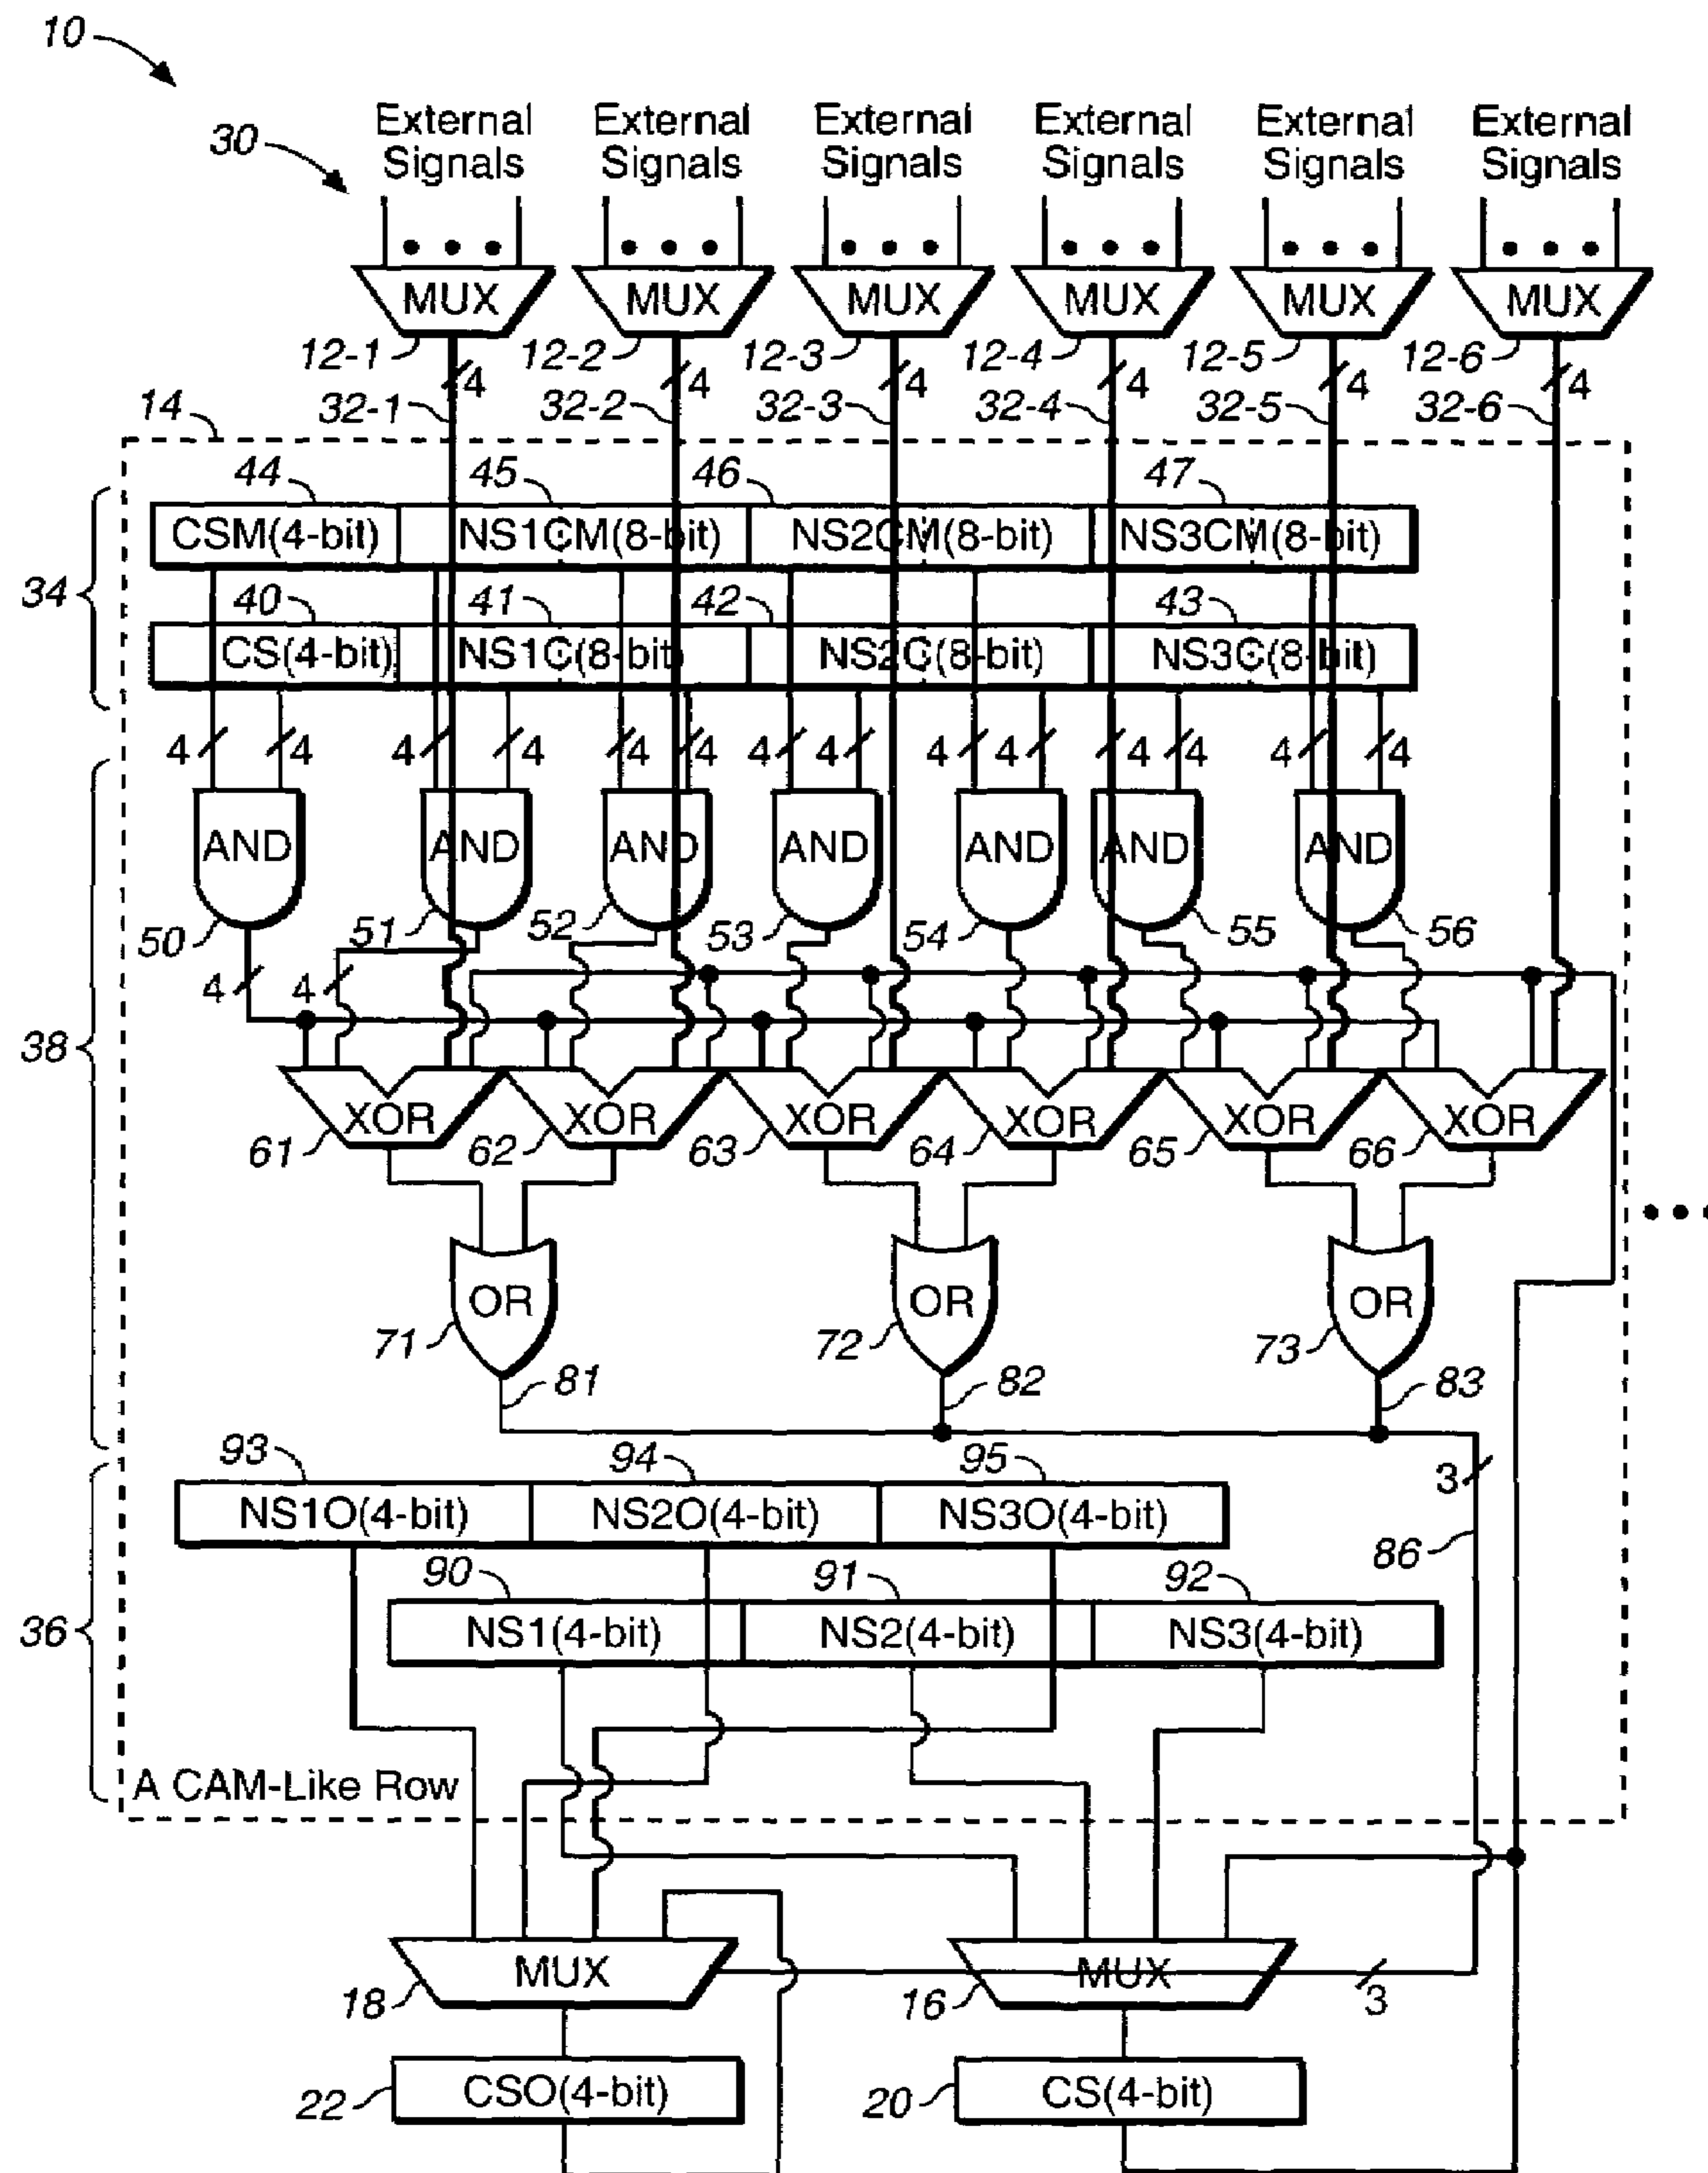 10
30
External External External External External External
Signals Signals Signals Signals Signals Signals
MUX MUX MUX MUX MUX MUX
12-1 12-2 12-3 12-4 12-5 12-6
4 4 4 4 4 4
14 32-1 32-2 32-3 32-4 32-5 32-6
44 45 46 47
CSM(4-bit) NS1CM(8-bit) NS2CM(8-bit) NS3CM(8-bit)
34
40 41 42 43
CS(4-bit) NS1C(8-bit) NS2C(8-bit) NS3C(8-bit)
4 4 4 4 4 4 4 4 4 4 4 4 4 4
AND AND AND AND AND AND AND
50 51 52 53 54 55 56
4 4
38
XOR XOR XOR XOR XOR XOR
61 62 63 64 65 66
OR OR OR
71 72 73
81 82 83
93 94 95
3
NS1O(4-bit) NS2O(4-bit) NS3O(4-bit)
86
90 91 92
36
NS1(4-bit) NS2(4-bit) NS3(4-bit)
A CAM-Like Row
MUX MUX
18 16 3
CSO(4-bit) CS(4-bit)
22 20